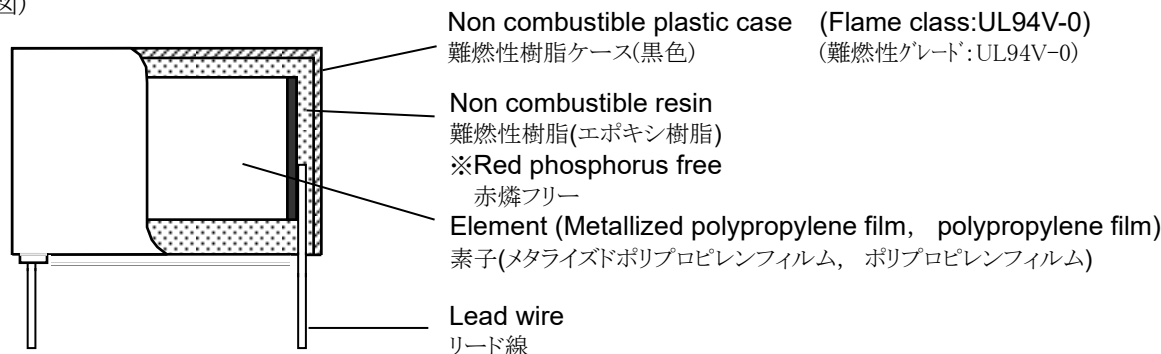 図)
Non combustible plastic case (Flame class:UL94V-0)
難燃性樹脂ケース(黒色) (難燃性グレード:UL94V-0)
Non combustible resin
難燃性樹脂(エポキシ樹脂)
※Red phosphorus free
赤燐フリー
Element (Metallized polypropylene film, polypropylene film)
素子(メタライズドポリプロピレンフィルム, ポリプロピレンフィルム)
Lead wire
リード線